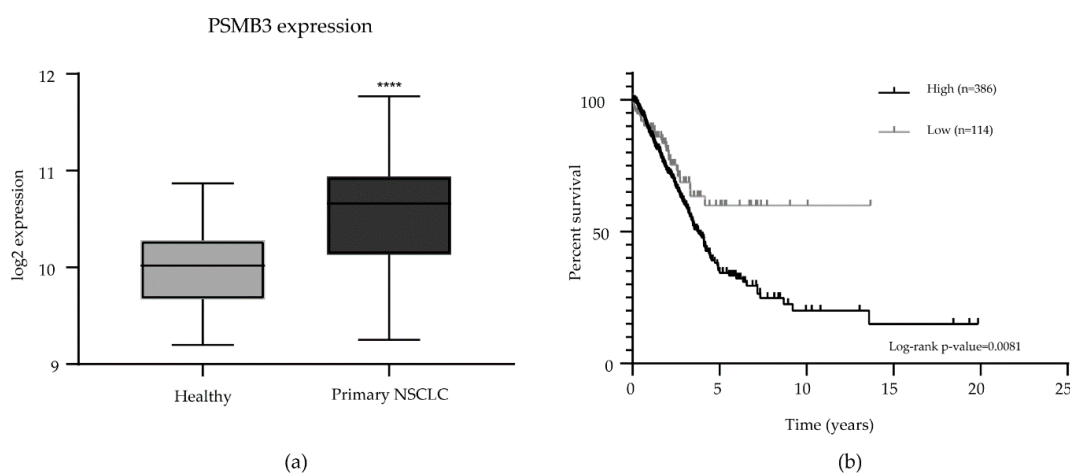 PSMB3 expression
12
11
10
9
log2 expression
****
Healthy
Primary NSCLC
(a)
100
50
0
Percent survival
High (n=386)
Low (n=114)
Log-rank p-value=0.0081
0
5
10
15
20
25
Time (years)
(b)